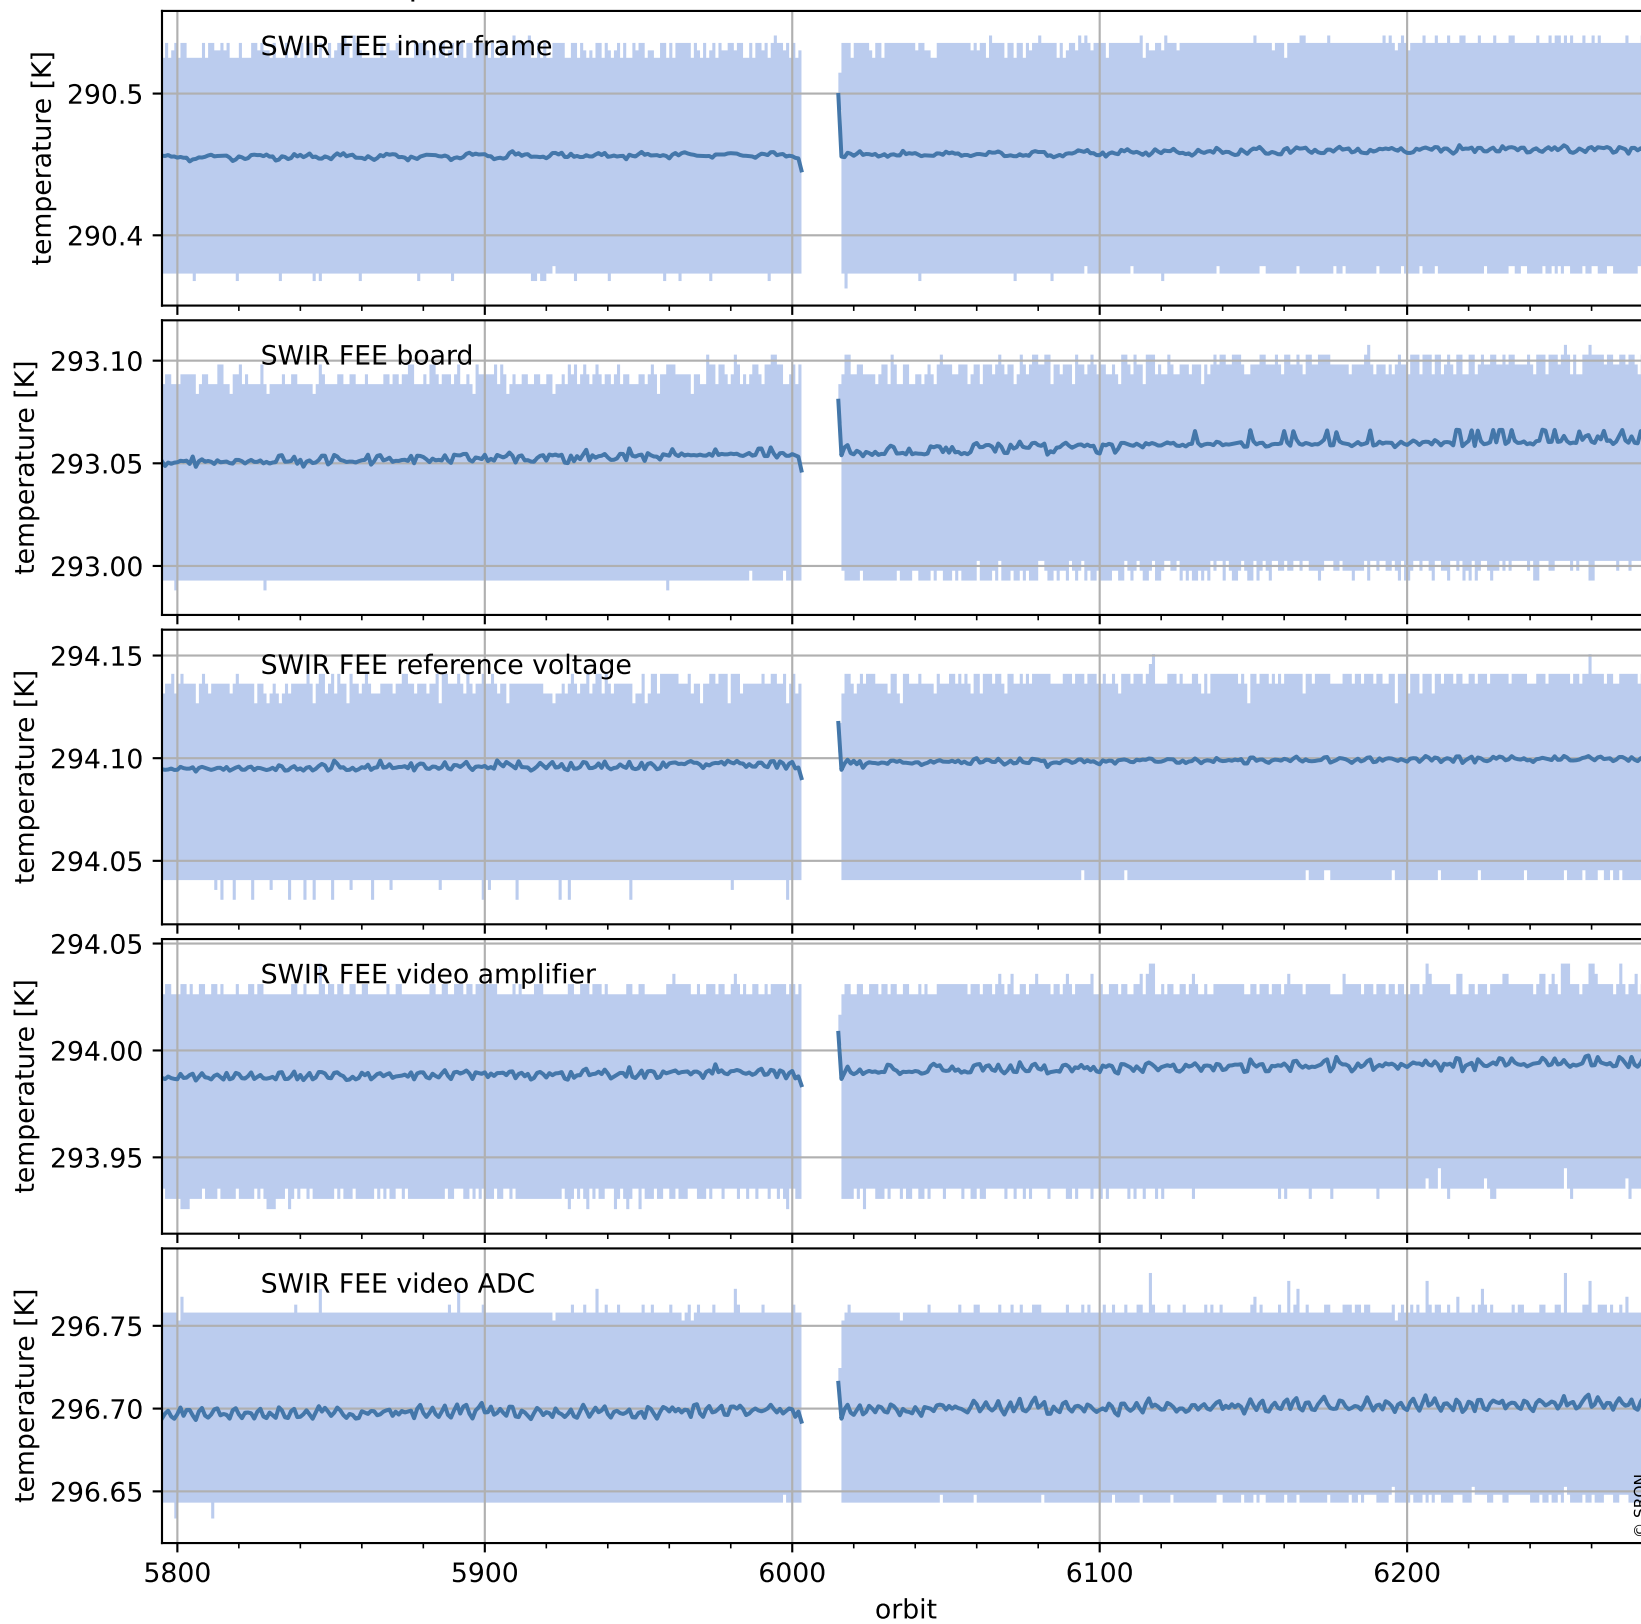 SWIR FEE inner frame
temperature [K]
290.5
290.4
SWIR FEE board
temperature [K]
293.10
293.05
293.00
SWIR FEE reference voltage
temperature [K]
294.15
294.10
294.05
SWIR FEE video amplifier
temperature [K]
294.05
294.00
293.95
SWIR FEE video ADC
temperature [K]
296.75
296.70
296.65
5800 5900 6000 6100 6200
orbit
© SRON